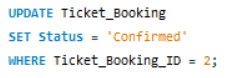 UPDATE Ticket_Booking
SET Status = 'Confirmed'
WHERE Ticket_Booking_ID = 2;